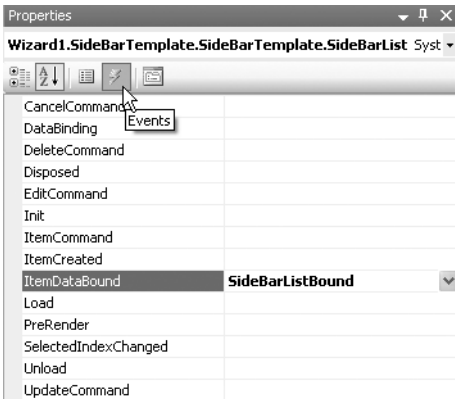 Properties
Wizard1.SideBarTemplate.SideBarTemplate.SideBarList Syst
CancelCommand
Events
DataBinding
DeleteCommand
Disposed
EditCommand
Init
ItemCommand
ItemCreated
ItemDataBound SideBarListBound
Load
PreRender
SelectedIndexChanged
Unload
UpdateCommand